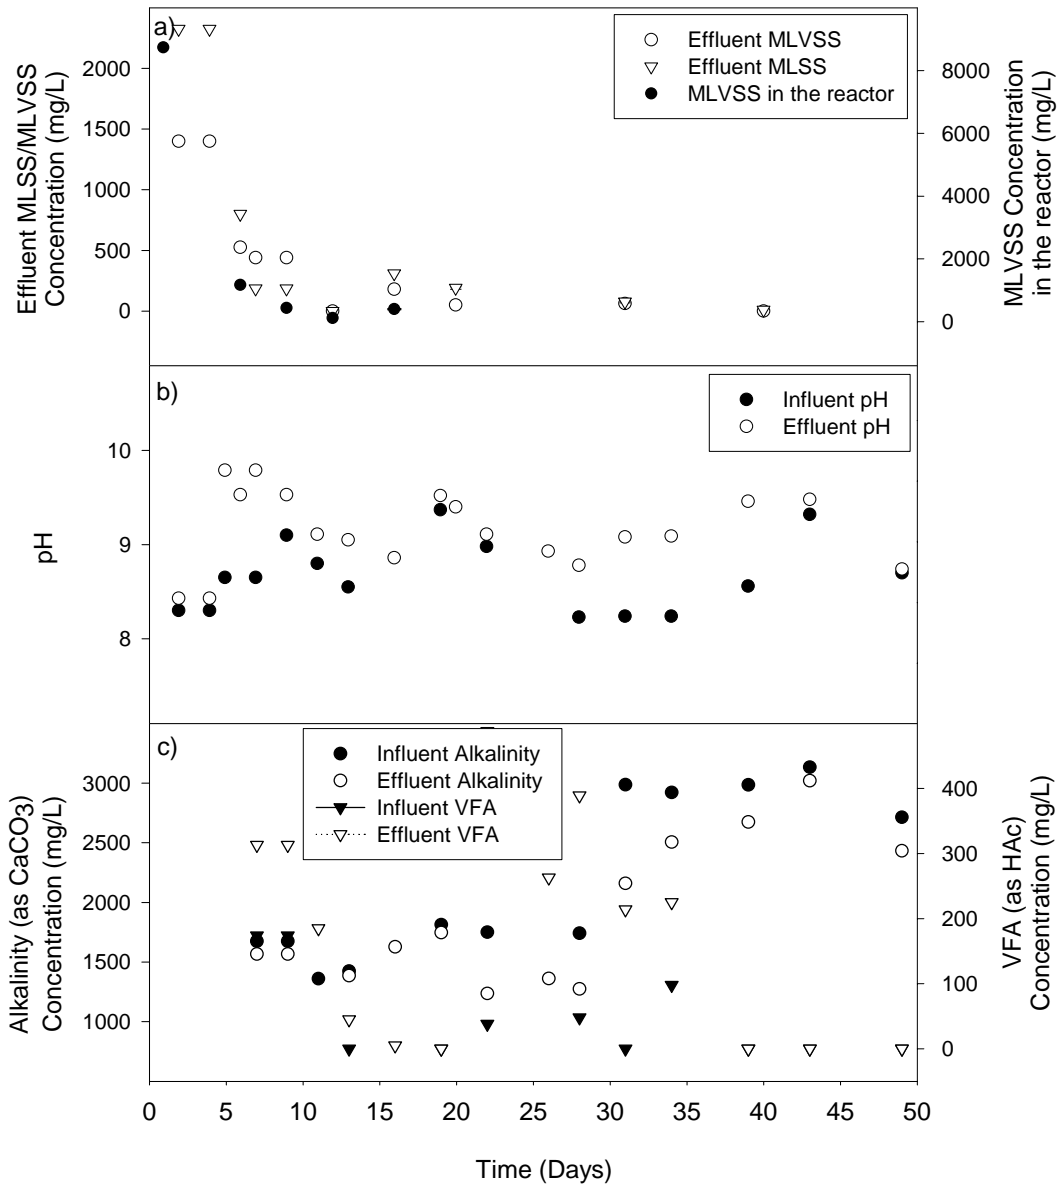 a)
Effluent MLVSS
Effluent MLSS
MLVSS in the reactor
2000
1500
1000
500
0
8000
6000
4000
2000
0
Effluent MLSS/MLVSS
Concentration (mg/L)
MLVSS Concentration
in the reactor (mg/L)
b)
Influent pH
Effluent pH
10
9
8
pH
c)
Influent Alkalinity
Effluent Alkalinity
Influent VFA
Effluent VFA
3000
2500
2000
1500
1000
400
300
200
100
0
Alkalinity (as CaCO3)
Concentration (mg/L)
VFA (as HAc)
Concentration (mg/L)
0 5 10 15 20 25 30 35 40 45 50
Time (Days)